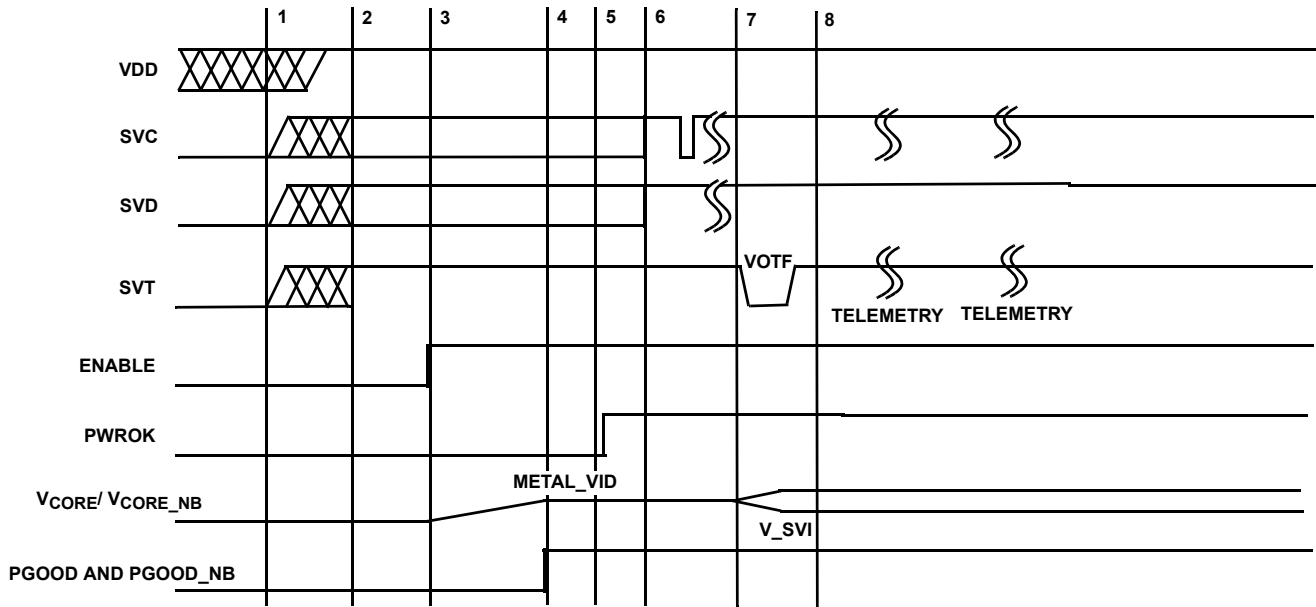 1 2 3 4 5 6 7 8
VDD
SVC
SVD
SVT
VOTF
TELEMETRY TELEMETRY
ENABLE
PWROK
METAL_VID
VCORE/ VCORE_NB
V_SVI
PGOOD AND PGOOD_NB